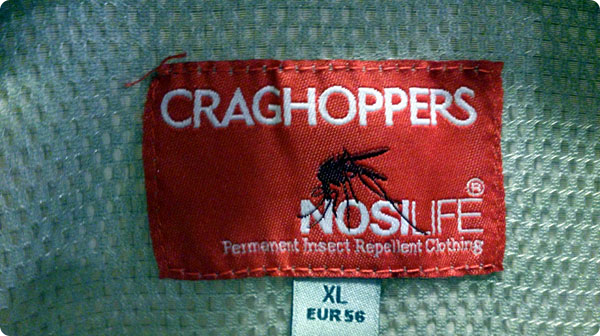 CRAGHOPPERS
NOSILIFE®
Permanent Insect Repellent Clothing
XL
EUR 56